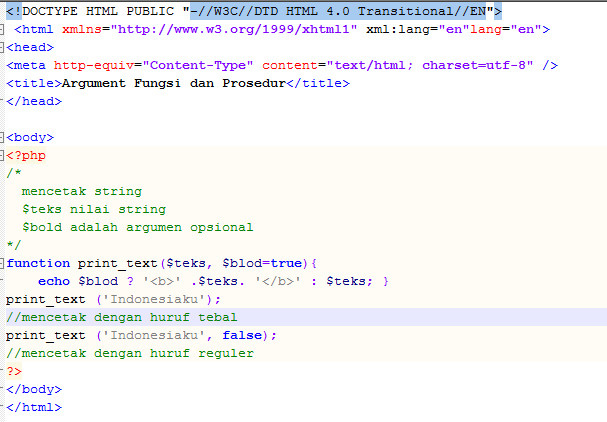 <!DOCTYPE HTML PUBLIC "-//W3C//DTD HTML 4.0 Transitional//EN">
<html xmlns="http://www.w3.org/1999/xhtml1" xml:lang="en"lang="en">
<head>
<meta http-equiv="Content-Type" content="text/html; charset=utf-8" />
<title>Argument Fungsi dan Prosedur</title>
</head>
<body>
<?php
/*
mencetak string
$teks nilai string
$bold adalah argumen opsional
*/
function print_text($teks, $blod=true){
echo $blod ? '<b>' .$teks. '</b>' : $teks; }
print_text ('Indonesiaku');
//mencetak dengan huruf tebal
print_text ('Indonesiaku', false);
//mencetak dengan huruf reguler
?>
</body>
</html>